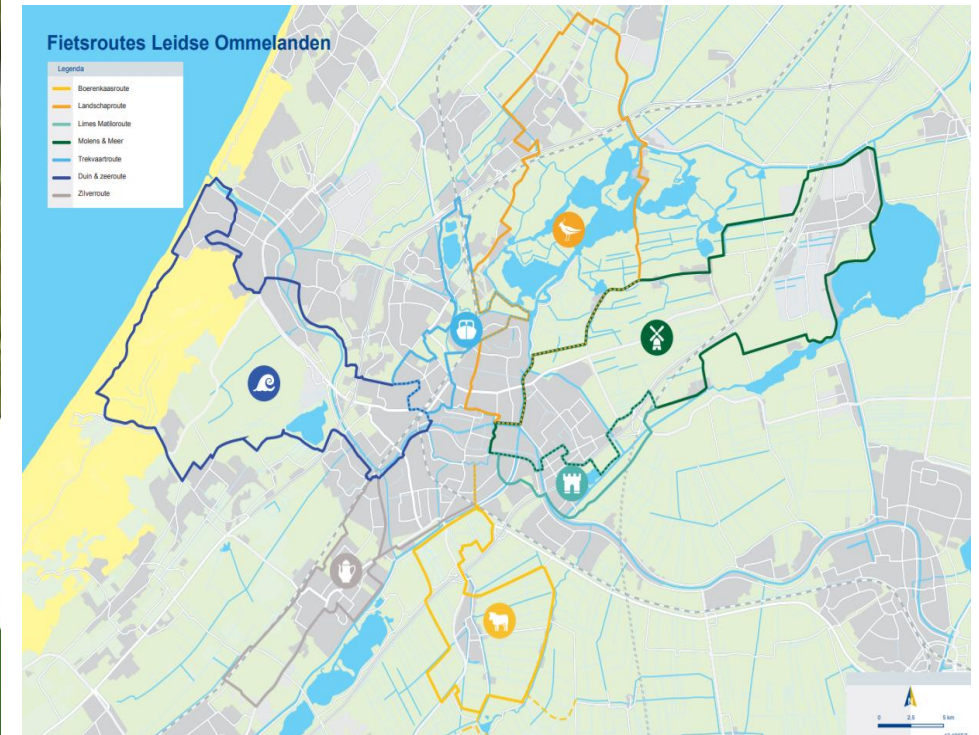 Fietsroutes Leidse Ommelanden
Legenda
Boerenkaasroute
Landschaproute
Limes Matiloroute
Molens & Meer
Trekvaartroute
Duin & zeeroute
Zilverroute
0 2,5 5 km